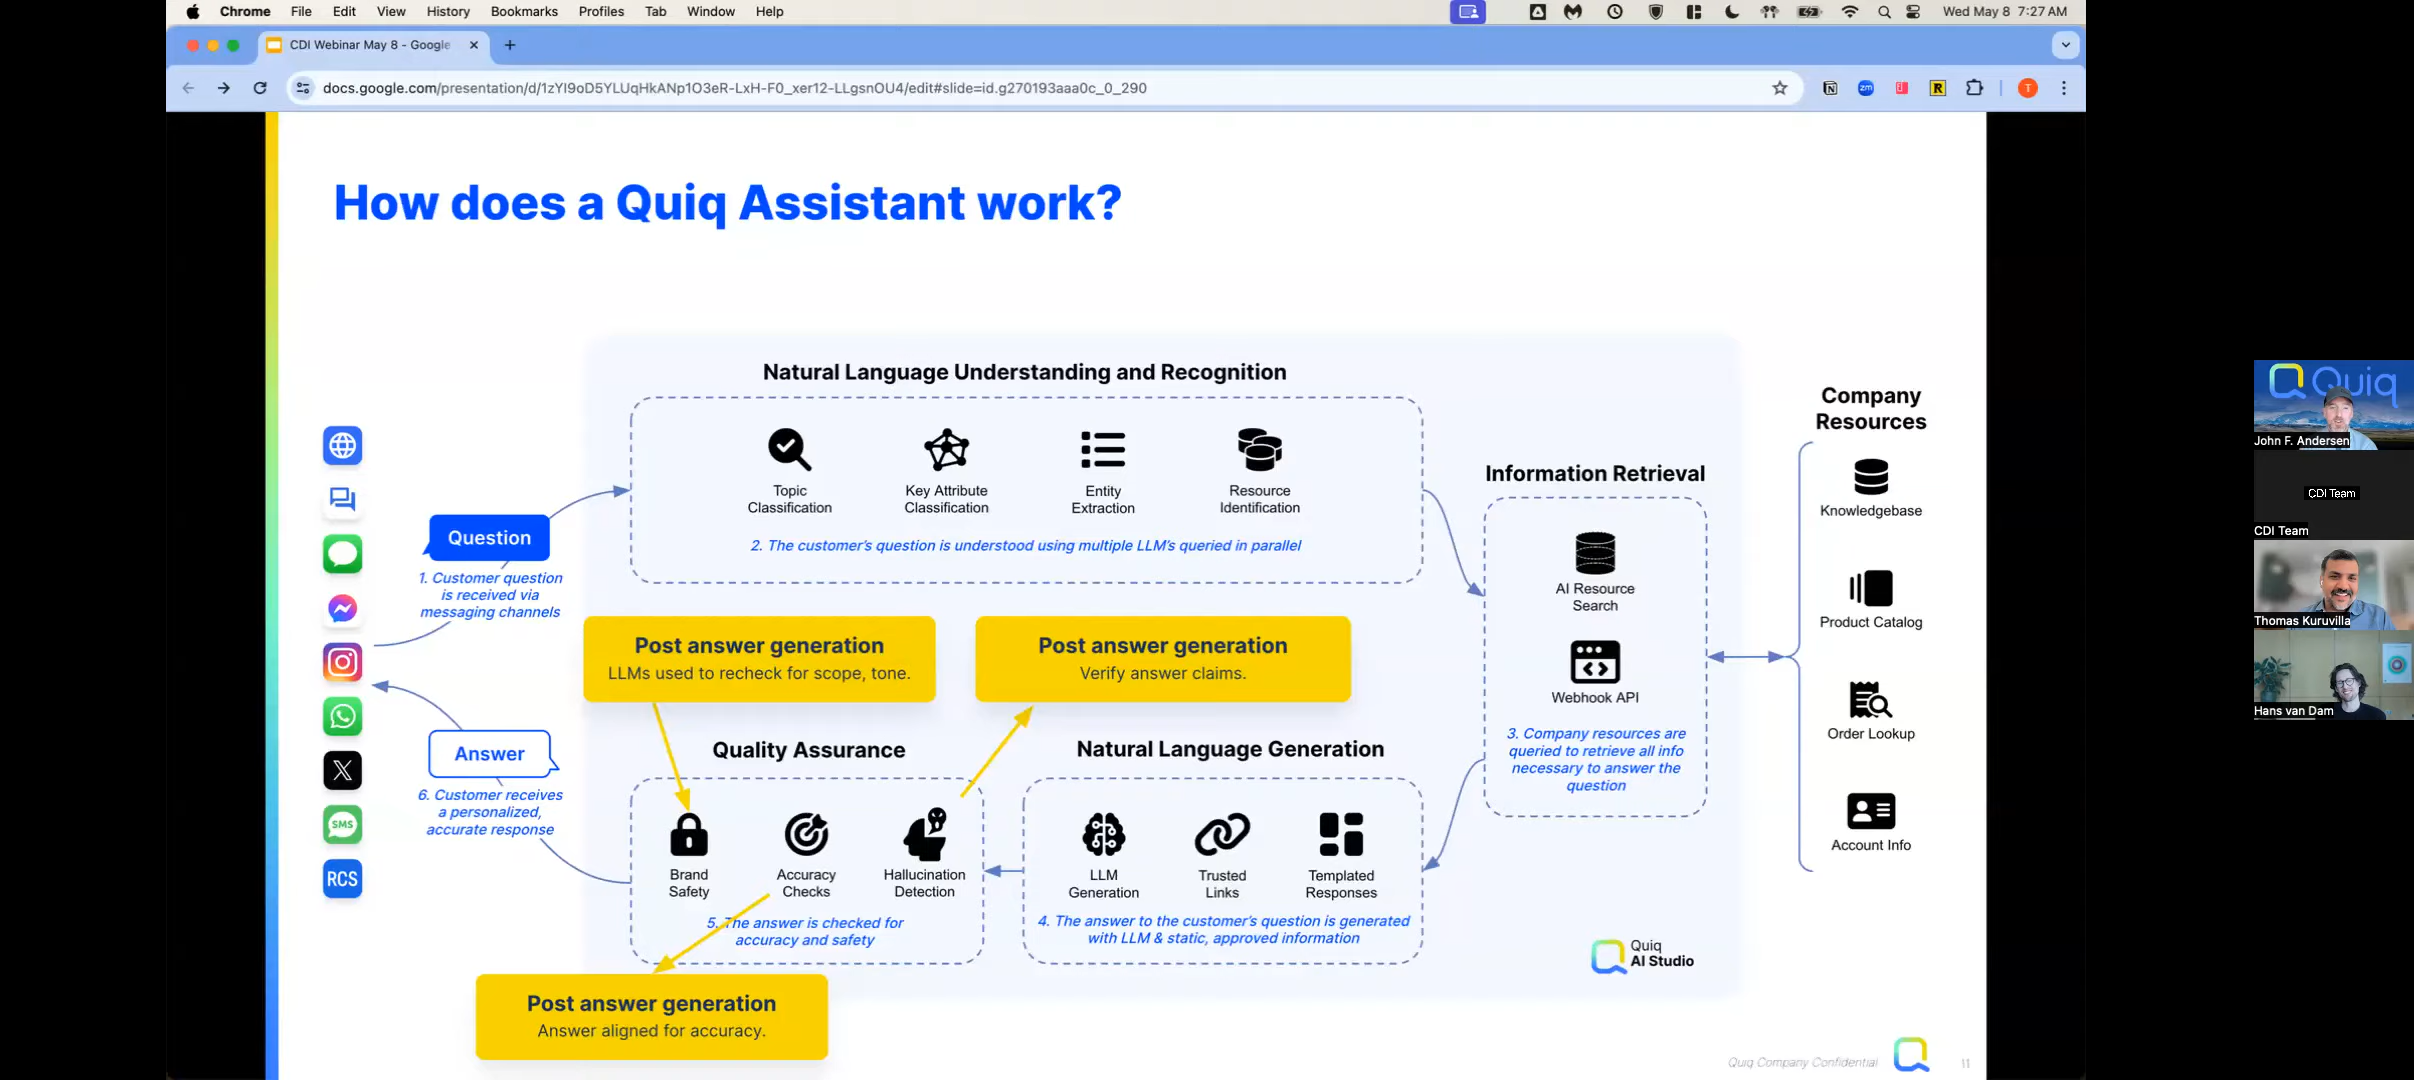 Chrome File Edit View History Bookmarks Profiles Tab Window Help
Wed May 8 7:27 AM
CDI Webinar May 8 - Google
docs.google.com/presentation/d/1zYI9oD5YLUqHkANp1O3eR-LxH-F0_xer12-LLgsnOU4/edit#slide=id.g270193aaa0c_0_290
zm
R
T
How does a Quiq Assistant work?
Natural Language Understanding and Recognition
Topic
Classification
Key Attribute
Classification
Entity
Extraction
Resource
Identification
2. The customer's question is understood using multiple LLM's queried in parallel
Question
1. Customer question
is received via
messaging channels
Information Retrieval
AI Resource
Search
Webhook API
3. Company resources are
queried to retrieve all info
necessary to answer the
question
Company
Resources
Knowledgebase
Product Catalog
Order Lookup
Account Info
Post answer generation
LLMs used to recheck for scope, tone.
Post answer generation
Verify answer claims.
Quality Assurance
Brand
Safety
Accuracy
Checks
Hallucination
Detection
5. The answer is checked for
accuracy and safety
Natural Language Generation
LLM
Generation
Trusted
Links
Templated
Responses
4. The answer to the customer's question is generated
with LLM & static, approved information
Answer
6. Customer receives
a personalized,
accurate response
SMS
RCS
Post answer generation
Answer aligned for accuracy.
Quiq
AI Studio
Quiq Company Confidential
11
Quiq
John F. Andersen
CDI Team
CDI Team
Thomas Kuruvilla
Hans van Dam